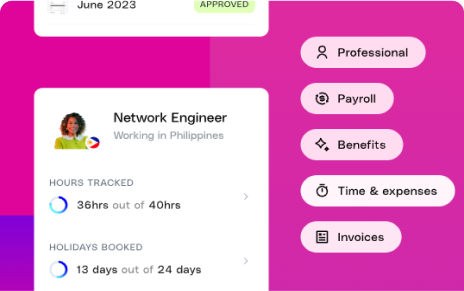 June 2023
APPROVED
Network Engineer
Working in Philippines
HOURS TRACKED
36hrs out of 40hrs
HOLIDAYS BOOKED
13 days out of 24 days
Professional
Payroll
Benefits
Time & expenses
Invoices